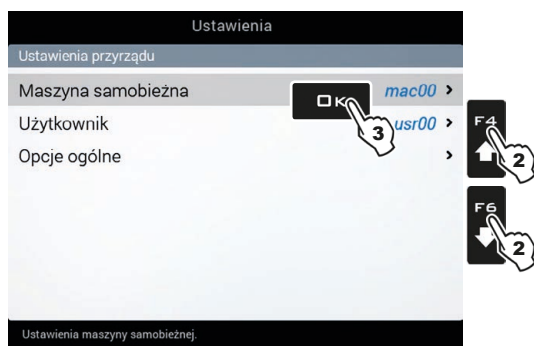 Ustawienia
Ustawienia przyrządu
Maszyna samobieżna mac00 >
OK
3
Użytkownik usr00 >
F4
2
Opcje ogólne >
F6
2
Ustawienia maszyny samobieżnej.